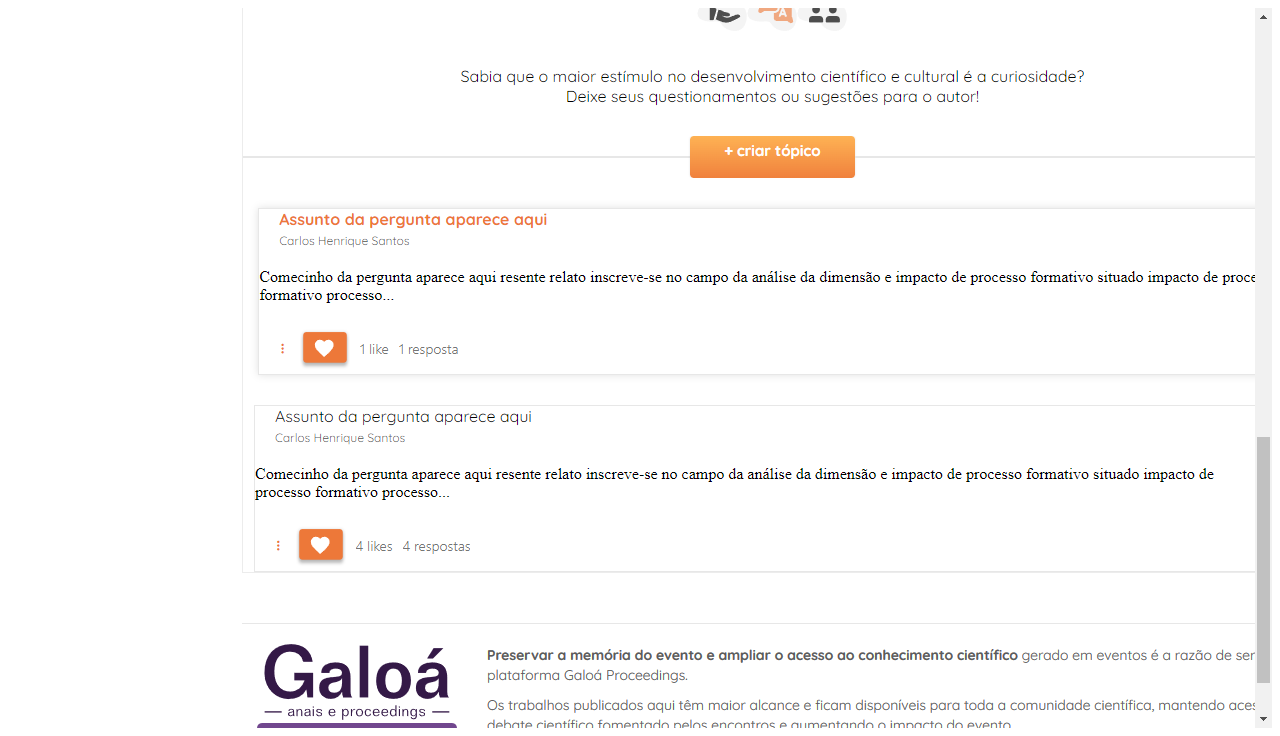 Sabia que o maior estímulo no desenvolvimento científico e cultural é a curiosidade?
Deixe seus questionamentos ou sugestões para o autor!
+ criar tópico
Assunto da pergunta aparece aqui
Carlos Henrique Santos
Comecinho da pergunta aparece aqui resente relato inscreve-se no campo da análise da dimensão e impacto de processo formativo situado impacto de proce
formativo processo...
1 like 1 resposta
Assunto da pergunta aparece aqui
Carlos Henrique Santos
Comecinho da pergunta aparece aqui resente relato inscreve-se no campo da análise da dimensão e impacto de processo formativo situado impacto de
processo formativo processo...
4 likes 4 respostas
Galoá
anais e proceedings
Preservar a memória do evento e ampliar o acesso ao conhecimento científico gerado em eventos é a razão de ser
plataforma Galoá Proceedings.
Os trabalhos publicados aqui têm maior alcance e ficam disponíveis para toda a comunidade científica, mantendo aces
debate científico fomentado pelos encontros e aumentando o impacto do evento.